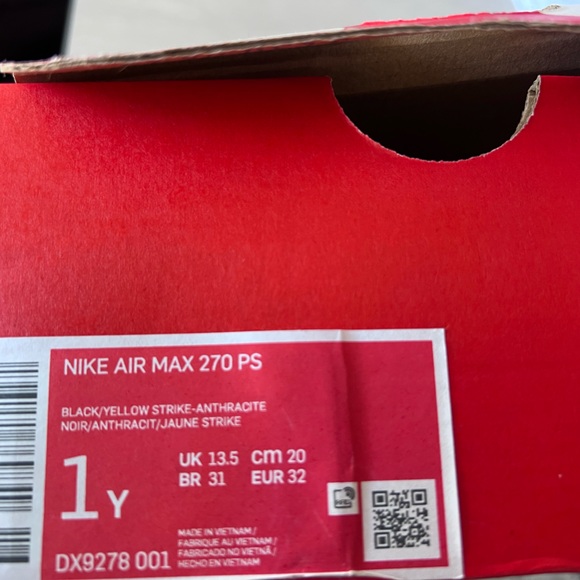 NIKE AIR MAX 270 PS
BLACK/YELLOW STRIKE-ANTHRACITE
NOIR/ANTHRACIT/JAUNE STRIKE
1Y
UK 13.5 cm 20
BR 31 EUR 32
MADE IN VIETNAM /
FABRIQUE AU VIETNAM /
FABRICADO NO VIETNÃ /
HECHO EN VIETNAM
DX9278 001